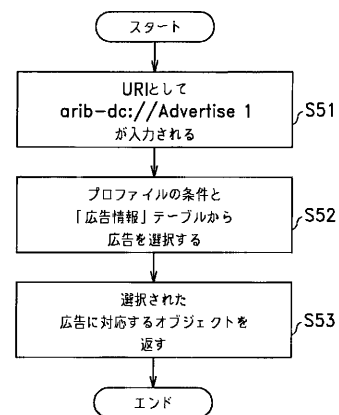 スタート
URIとして
arib-dc://Advertise 1
が入力される
S51
プロファイルの条件と
「広告情報」テーブルから
広告を選択する
S52
選択された
広告に対応するオブジェクトを
返す
S53
エンド